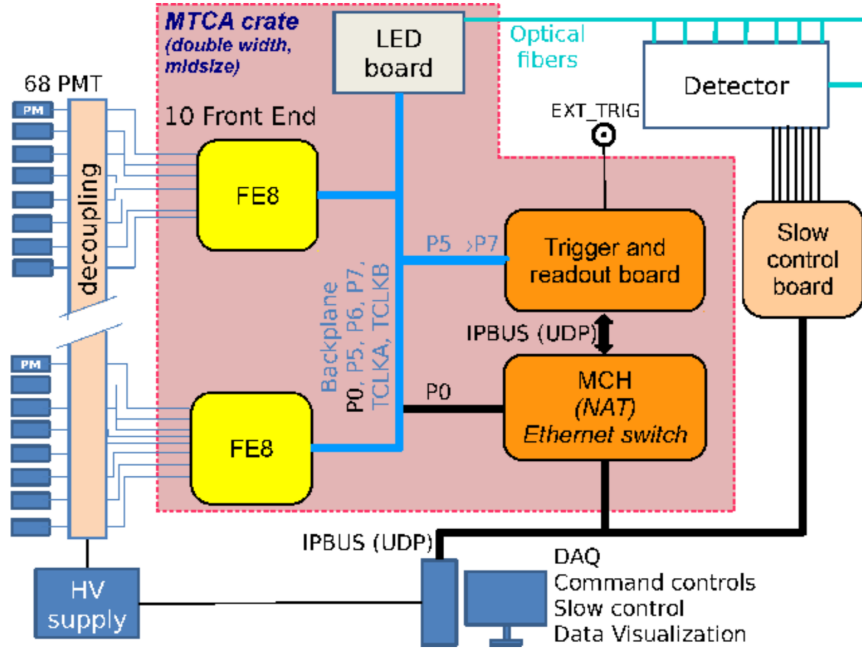 MTCA crate
(double width,
midsize)
LED
board
Optical
fibers
Detector
68 PMT
PM
10 Front End
EXT_TRIG
FE8
decoupling
P5 →P7
Trigger and
readout board
Slow
control
board
Backplane
P0, P5, P6, P7,
TCLKA, TCLKB
IPBUS (UDP)
PM
P0
MCH
(NAT)
Ethernet switch
FE8
IPBUS (UDP)
HV
supply
DAQ
Command controls
Slow control
Data Visualization